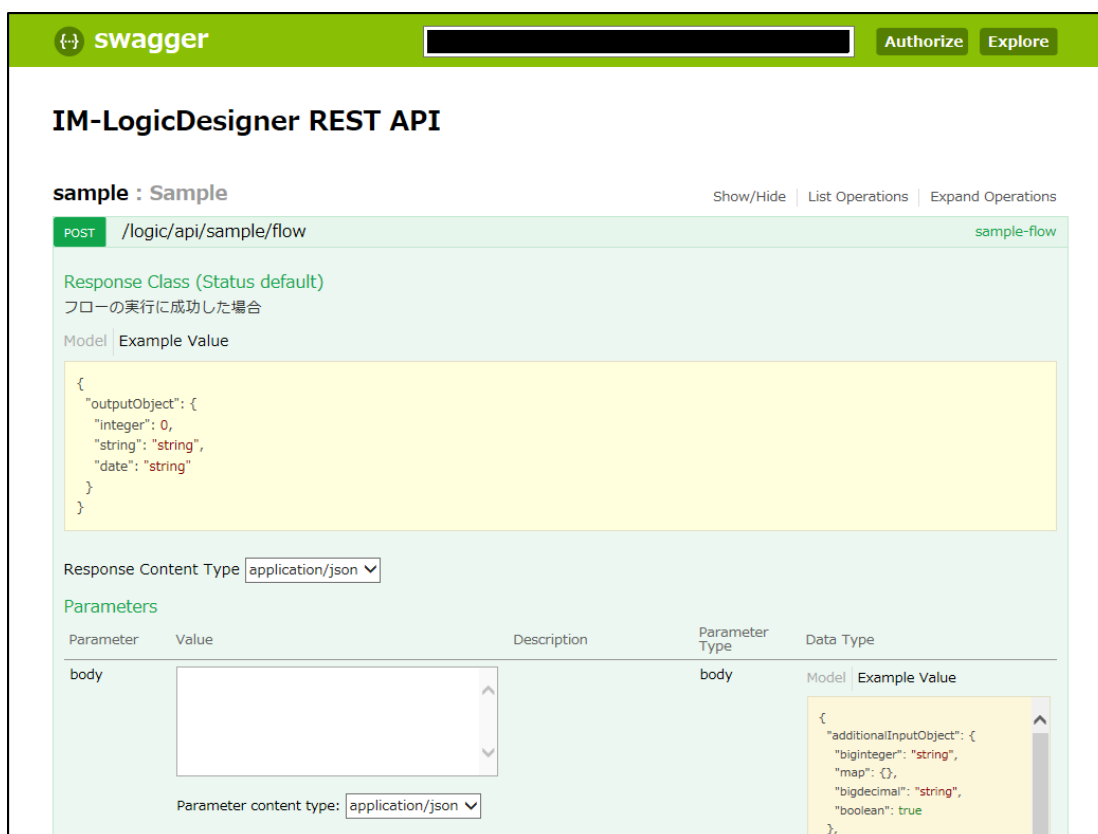 {···} swagger
Authorize Explore
IM-LogicDesigner REST API
sample : Sample
Show/Hide List Operations Expand Operations
POST /logic/api/sample/flow sample-flow
Response Class (Status default)
フローの実行に成功した場合
Model Example Value
{
"outputObject": {
"integer": 0,
"string": "string",
"date": "string"
}
}
Response Content Type application/json
Parameters
Parameter Value Description Parameter Type Data Type
body body Model Example Value
{
"additionalInputObject": {
"biginteger": "string",
"map": {},
"bigdecimal": "string",
"boolean": true
},
Parameter content type: application/json